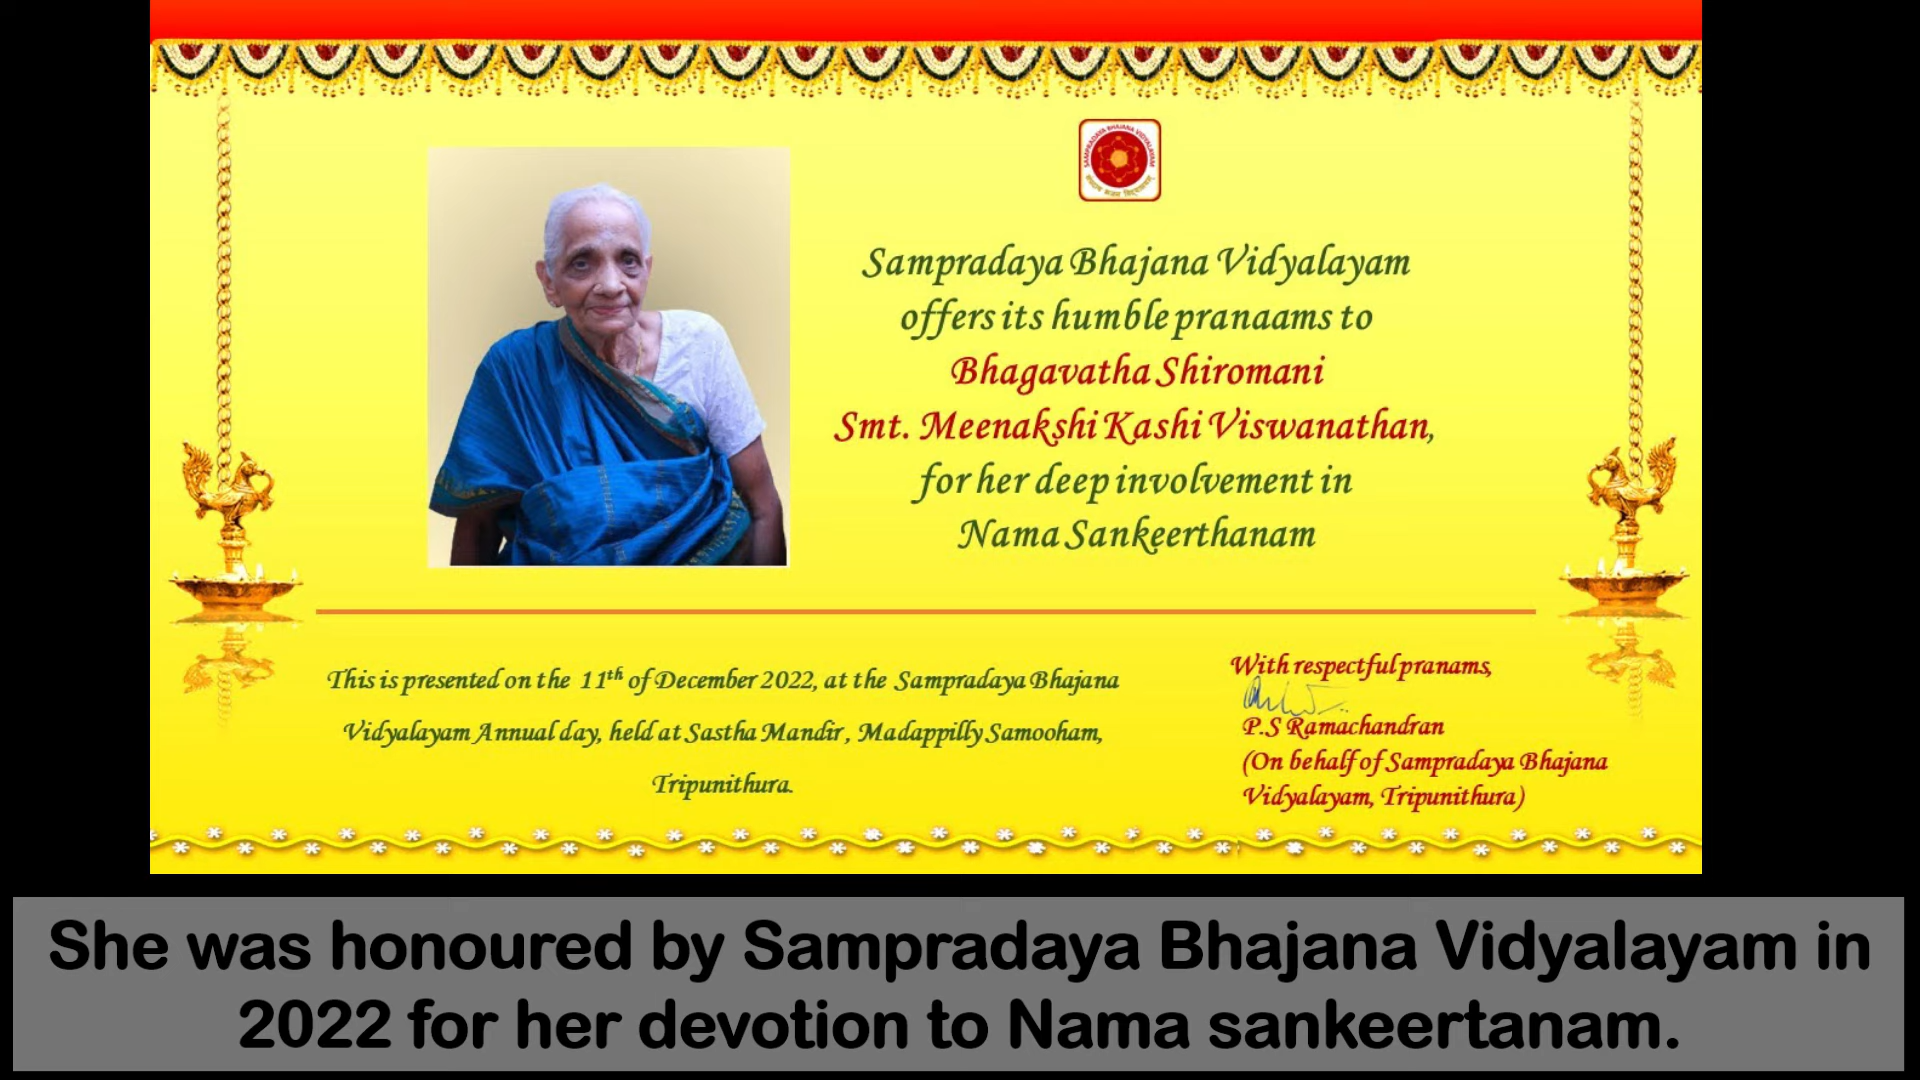 SAMPRADAYA BHAJANA VIDYALAYAM
Sampradaya Bhajana Vidyalayam
offers its humble pranaams to
Bhagavatha Shiromani
Smt. Meenakshi Kashi Viswanathan,
for her deep involvement in
Nama Sankeerthanam
This is presented on the 11th of December 2022, at the Sampradaya Bhajana
Vidyalayam Annual day, held at Sastha Mandir, Madappilly Samooham,
Tripunithura.
With respectful pranams,
P.S Ramachandran
(On behalf of Sampradaya Bhajana
Vidyalayam, Tripunithura)
She was honoured by Sampradaya Bhajana Vidyalayam in
2022 for her devotion to Nama sankeertanam.